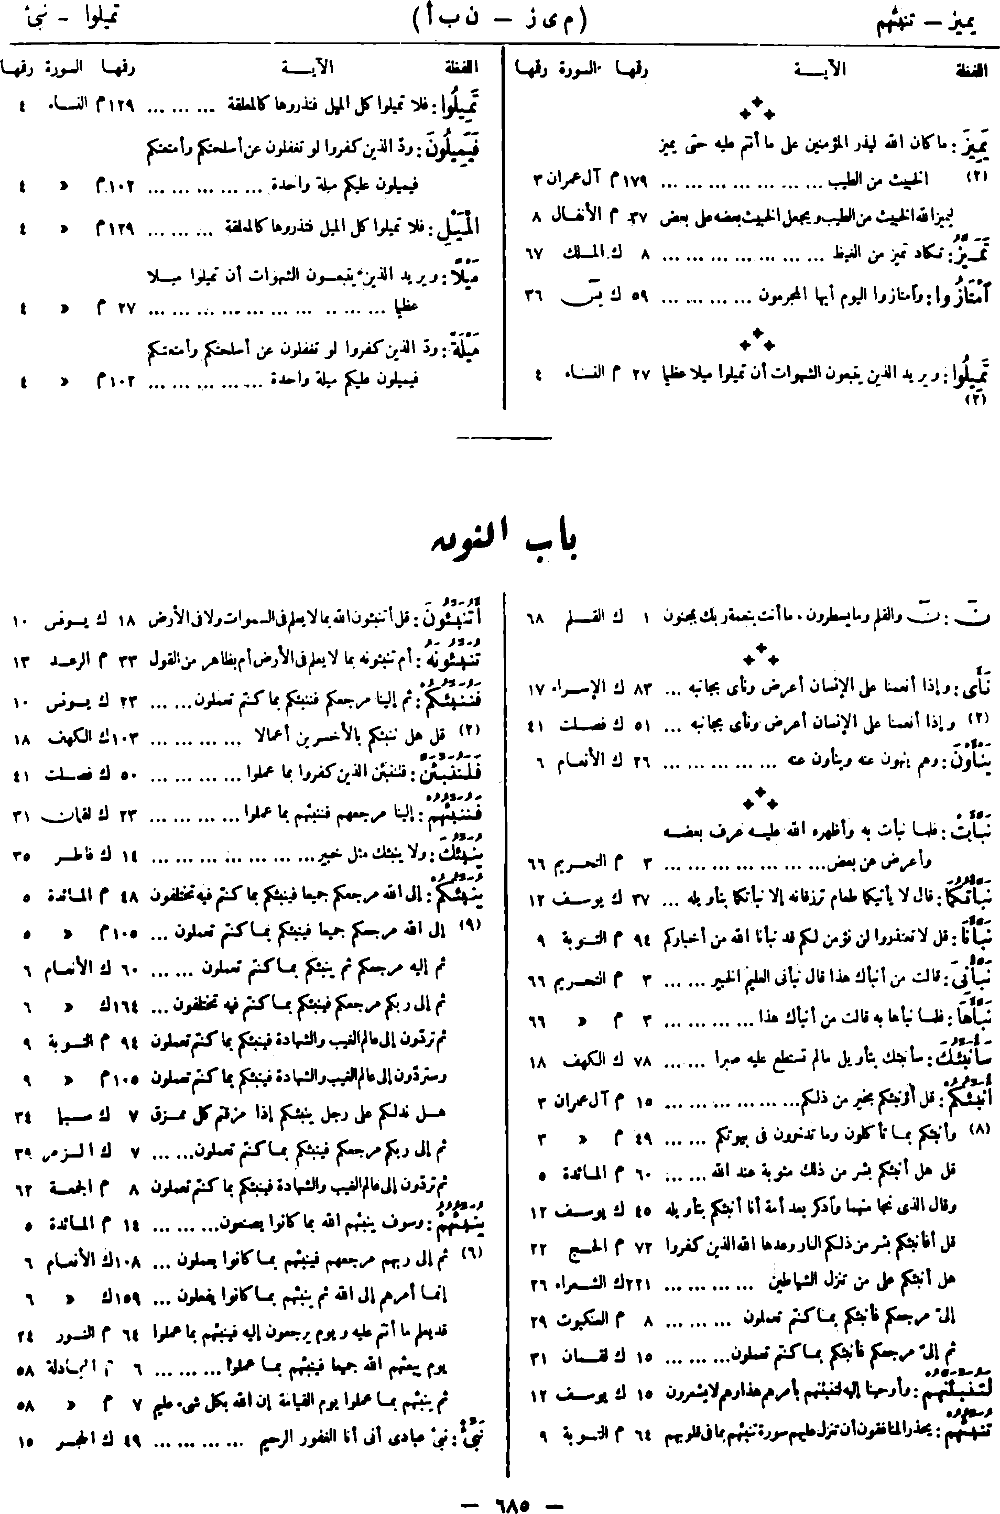 يميز — تنبئهم
(م ى ز — ن ب أ)
تميلوا - نبئ
اللفظة الآيــة رقمها السورة رقمها
يَمِيزَ : ما كان الله ليذر المؤمنين على ما أنتم عليه حتى يميز
(٢) الخبيث من الطيب ... ... ... ... ... ... ١٧٩ م آل عمران ٣
ليميز الله الخبيث من الطيب ويجعل الخبيث بعضه على بعض ٣٧ م الأنفال ٨
تَمَيَّزُ : تكاد تميز من الغيظ ... ... ... ... ... ... ٨ ك الملك ٦٧
آمْتَازُوا : وأمتازوا اليوم أيها المجرمون ... ... ... ... ٥٩ ك يس ٣٦
تَمِيلُوا : ويريد الذين يتبعون الشهوات أن تميلوا ميلا عظيما ٢٧ م النساء ٤
(٢)
اللفظة الآيــة رقمها السورة رقمها
تَمِيلُوا : فلا تميلوا كل الميل فتذروها كالمعلقة ... ... ... ١٢٩ م النساء ٤
فَيَمِيلُونَ : ودّ الذين كفروا لو تغفلون عن أسلحتكم وأمتعتكم
فيميلون عليكم ميلة واحدة ... ... ... ... ... ١٠٢ م » ٤
الْمَيْلِ : فلا تميلوا كل الميل فتذروها كالمعلقة ... ... ... ١٢٩ م » ٤
مَيْلًا : ويريد الذين يتبعون الشهوات أن تميلوا ميلا
عظيما ... ... ... ... ... ... ... ... ٢٧ م » ٤
مَيْلَةً : ودّ الذين كفروا لو تغفلون عن أسلحتكم وأمتعتكم
فيميلون عليكم ميلة واحدة ... ... ... ... ... ١٠٢ م » ٤
باب النون
نَ : نَ والقلم وما يسطرون ، ما أنت بنعمة ربك بمجنون ١ ك القلم ٦٨
نَأَى : وإذا أنعمنا على الإنسان أعرض ونأى بجانبه ... ٨٣ ك الإسراء ١٧
(٢) وإذا أنعمنا على الإنسان أعرض ونأى بجانبه ... ٥١ ك فصلت ٤١
يَنْأَوْنَ : وهم ينهون عنه وينأون عنه ... ... ... ... ٢٦ ك الأنعام ٦
نَبَّأَتْ : فلما نبأت به وأظهره الله عليه عرف بعضه
وأعرض عن بعض ... ... ... ... ... ... ... ٣ م التحريم ٦٦
نَبَّأْتُكُمَا : قال لا يأتيكما طعام ترزقانه إلا نبأتكما بتأويله ... ٣٧ ك يوسف ١٢
نَبَّأَنَا : قل لا تعتذروا لن نؤمن لكم قد نبأنا الله من أخباركم ٩٤ م التوبة ٩
نَبَّأَنِيَ : قالت من أنبأك هذا قال نبأنى العليم الخبير ... ... ٣ م التحريم ٦٦
نَبَّأَهَا : فلما نبأها به قالت من أنبأك هذا ... ... ... ... ٣ م » ٦٦
سَأُنَبِّئُكَ : سأنبئك بتأويل مالم تستطع عليه صبرا ... ... ٧٨ ك الكهف ١٨
أُنَبِّئُكُمْ : قل أؤنبئكم بخير من ذلكم ... ... ... ... ... ... ١٥ م آل عمران ٣
(٨) وأنبئكم بما تأكلون وما تدخرون فى بيوتكم ... ... ٤٩ م » ٣
قل هل أنبئكم بشر من ذلك مثوبة عند الله ... ... ٦٠ م المائدة ٥
وقال الذى نجا منهما وآدكر بعد أمة أنا أنبئكم بتأويله ٤٥ ك يوسف ١٢
قل أفأنبئكم بشر من ذلكم النار وعدها الله الذين كفروا ٧٢ م الحج ٢٢
هل أنبئكم على من تنزل الشياطين ... ... ... ... ٢٢١ ك الشعراء ٢٦
إلىّ مرجعكم فأنبئكم بما كنتم تعملون ... ... ... ٨ م العنكبوت ٢٩
ثم إلىّ مرجعكم فأنبئكم بما كنتم تعملون ... ... ... ١٥ ك لقمان ٣١
لَتُنَبِّئَنَّهُمْ : وأوحينا إليه لتنبئنهم بأمرهم هذا وهم لا يشعرون ١٥ ك يوسف ١٢
تُنَبِّئُهُمْ : يحذر المنافقون أن تنزل عليهم سورة تنبئهم بما فى قلوبهم ٦٤ م التوبة ٩
أَتُنَبِّئُونَ : قل أتنبئون الله بما لا يعلم فى السموات ولا فى الأرض ١٨ ك يونس ١٠
تُنَبِّئُونَهُ : أم تنبئونه بما لا يعلم فى الأرض أم بظاهر من القول ٣٣ م الرعد ١٣
فَنُنَبِّئُكُمْ : ثم إلينا مرجعكم فننبئكم بما كنتم تعملون ... ... ٢٣ ك يونس ١٠
(٢) قل هل ننبئكم بالأخسرين أعمالا ... ... ... ... ١٠٣ ك الكهف ١٨
فَلَنُنَبِّئَنَّ : فلننبئن الذين كفروا بما عملوا ... ... ... ... ٥٠ ك فصلت ٤١
فَنُنَبِّئُهُمْ : إلينا مرجعهم فننبئهم بما عملوا ... ... ... ... ٢٣ ك لقمان ٣١
يُنَبِّئُكَ : ولا ينبئك مثل خبير ... ... ... ... ... ... ... ١٤ ك فاطر ٣٥
يُنَبِّئُكُمْ : إلى الله مرجعكم جميعا فينبئكم بما كنتم فيه تختلفون ٤٨ م المائدة ٥
(٩) إلى الله مرجعكم جميعا فينبئكم بما كنتم تعملون ... ١٠٥ م » ٥
ثم إليه مرجعكم ثم ينبئكم بما كنتم تعملون ... ... ٦٠ ك الأنعام ٦
ثم إلى ربكم مرجعكم فينبئكم بما كنتم فيه تختلفون ... ١٦٤ ك » ٦
ثم تردّون إلى عالم الغيب والشهادة فينبئكم بما كنتم تعملون ٩٤ م التوبة ٩
وستردّون إلى عالم الغيب والشهادة فينبئكم بما كنتم تعملون ١٠٥ م » ٩
هل ندلكم على رجل ينبئكم إذا مزقتم كل ممزق ٧ ك سبا ٣٤
ثم إلى ربكم مرجعكم فينبئكم بما كنتم تعملون ... ... ٧ ك الزمر ٣٩
ثم تردّون إلى عالم الغيب والشهادة فينبئكم بما كنتم تعملون ٨ م الجمعة ٦٢
يُنَبِّئُهُمُ : وسوف ينبئهم الله بما كانوا يصنعون ... ... ... ١٤ م المائدة ٥
(٦) ثم إلى ربهم مرجعهم فينبئهم بما كانوا يعملون ... ١٠٨ ك الأنعام ٦
إنما أمرهم إلى الله ثم ينبئهم بما كانوا يفعلون ... ١٥٩ ك » ٦
قد يعلم ما أنتم عليه ويوم يرجعون إليه فينبئهم بما عملوا ٦٤ م النور ٢٤
يوم يبعثهم الله جميعا فينبئهم بما عملوا ... ... ... ٦ م المجادلة ٥٨
ثم ينبئهم بما عملوا يوم القيامة إن الله بكل شىء عليم ٧ م » ٥٨
نَبِّئْ : نبئ عبادى أنى أنا الغفور الرحيم ... ... ... ... ٤٩ ك الحجر ١٥
— ٦٨٥ —